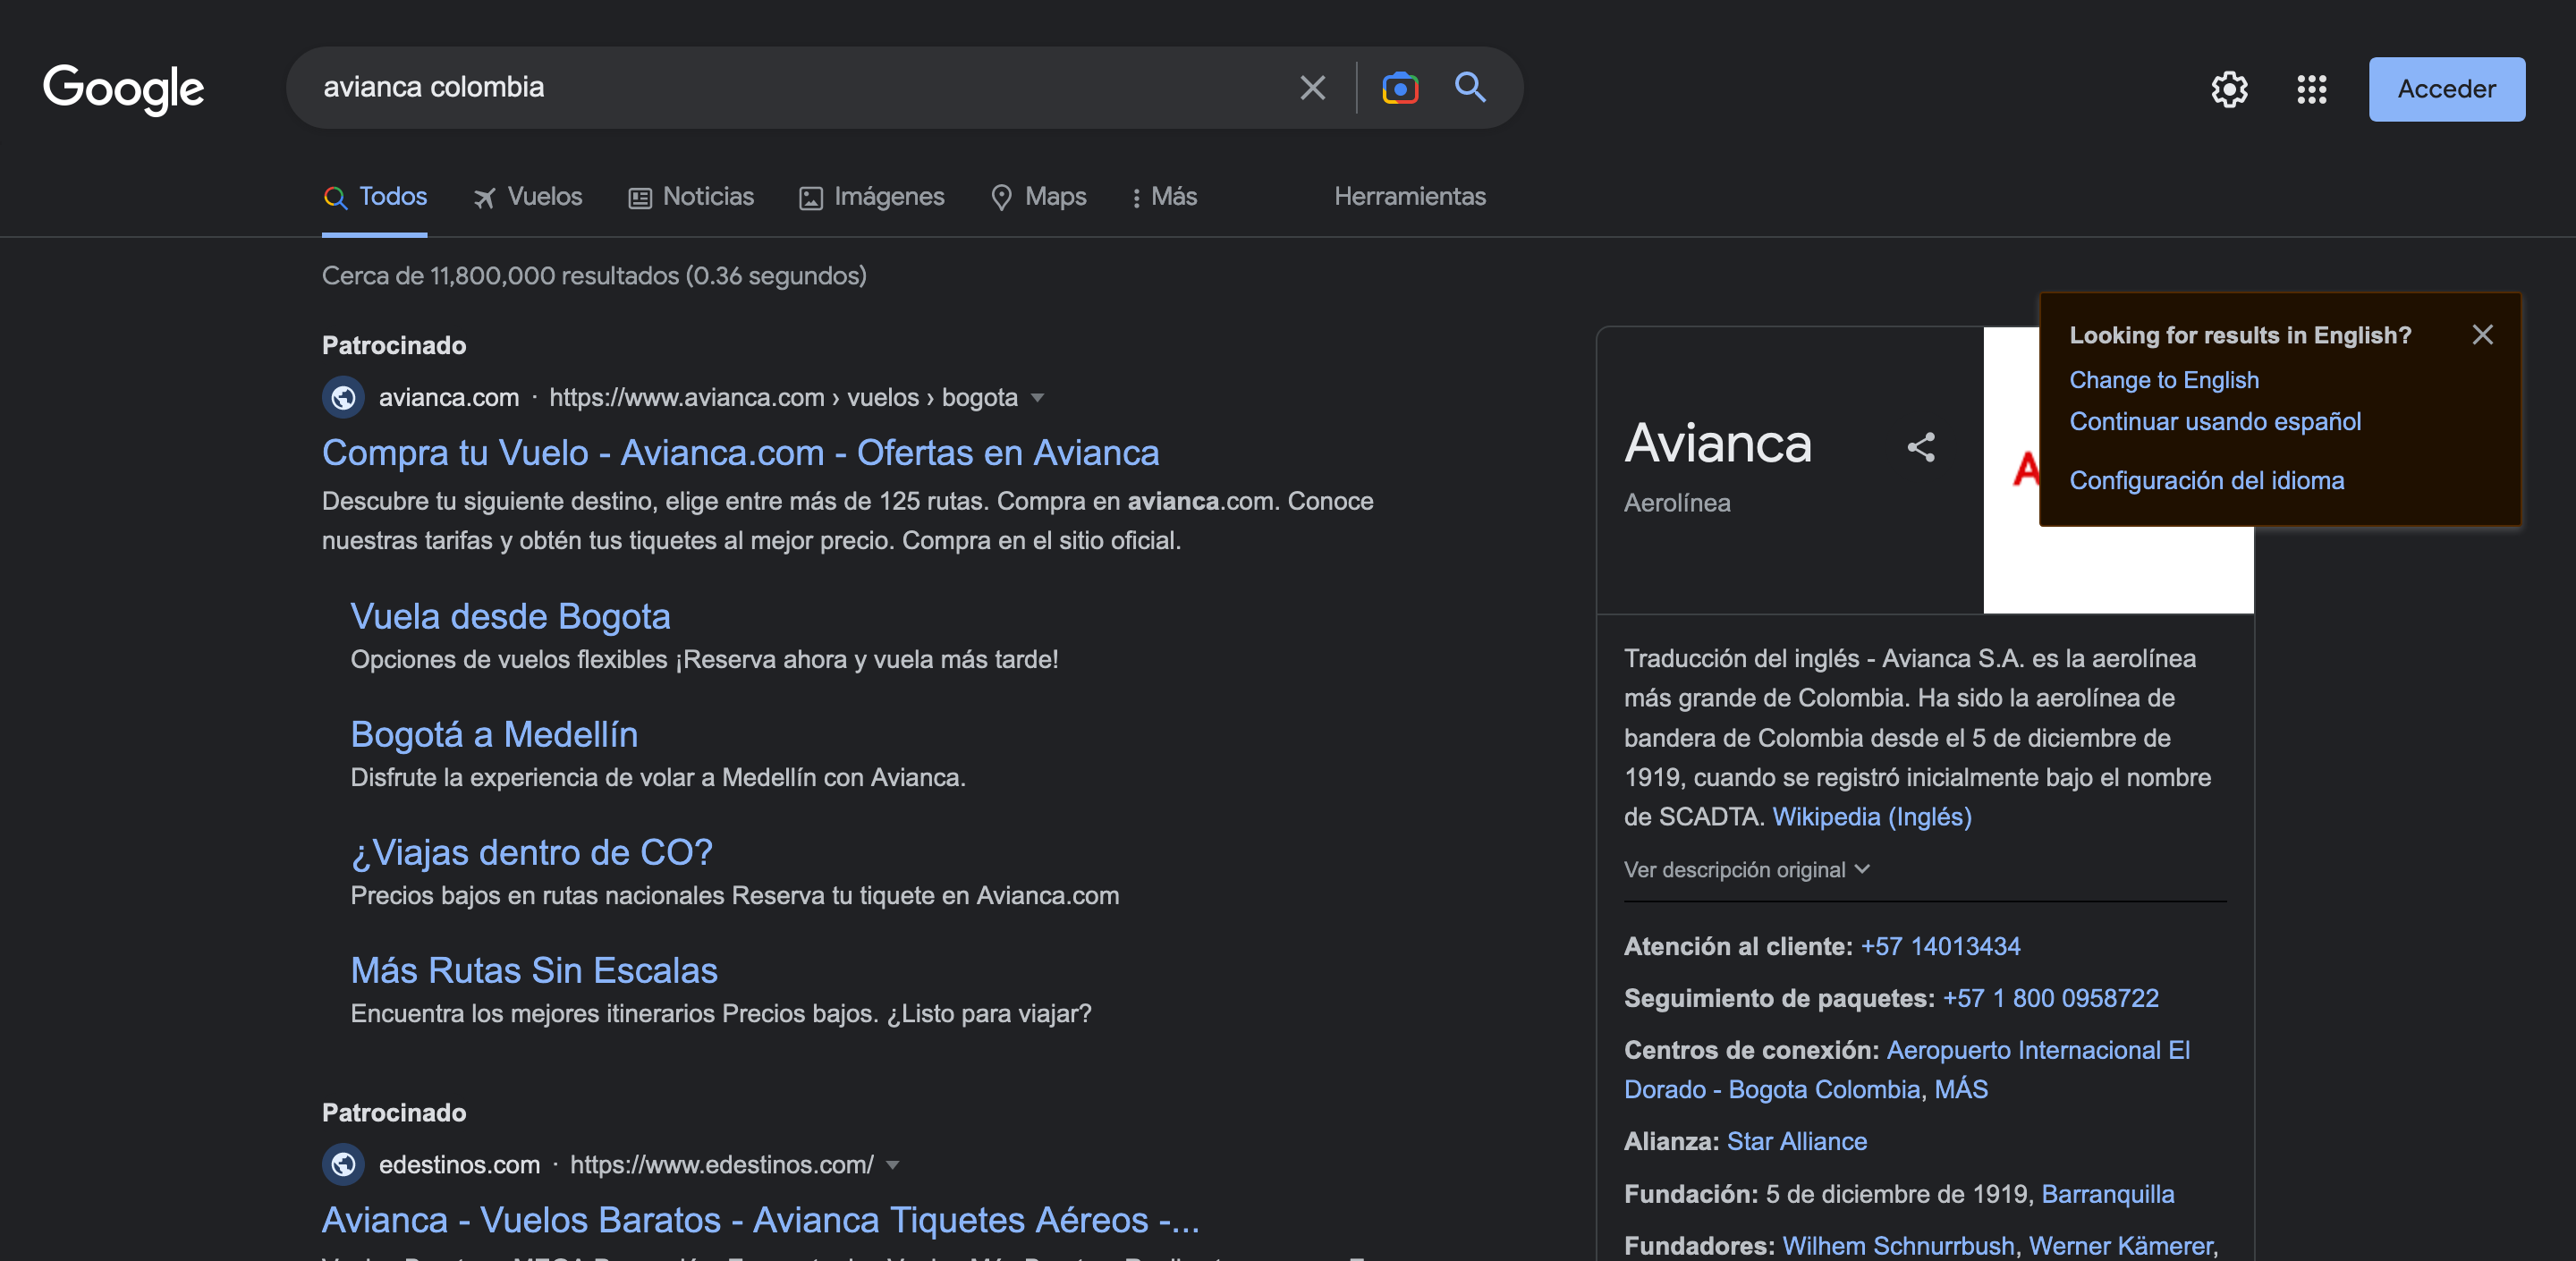 Google
avianca colombia
Acceder
Todos
Vuelos
Noticias
Imágenes
Maps
Más
Herramientas
Cerca de 11,800,000 resultados (0.36 segundos)
Patrocinado
avianca.com · https://www.avianca.com › vuelos › bogota
Compra tu Vuelo - Avianca.com - Ofertas en Avianca
Descubre tu siguiente destino, elige entre más de 125 rutas. Compra en avianca.com. Conoce
nuestras tarifas y obtén tus tiquetes al mejor precio. Compra en el sitio oficial.
Vuela desde Bogota
Opciones de vuelos flexibles ¡Reserva ahora y vuela más tarde!
Bogotá a Medellín
Disfrute la experiencia de volar a Medellín con Avianca.
¿Viajas dentro de CO?
Precios bajos en rutas nacionales Reserva tu tiquete en Avianca.com
Más Rutas Sin Escalas
Encuentra los mejores itinerarios Precios bajos. ¿Listo para viajar?
Patrocinado
edestinos.com · https://www.edestinos.com/
Avianca - Vuelos Baratos - Avianca Tiquetes Aéreos -...
Looking for results in English?
Change to English
Continuar usando español
Configuración del idioma
Avianca
Aerolínea
A
Traducción del inglés - Avianca S.A. es la aerolínea
más grande de Colombia. Ha sido la aerolínea de
bandera de Colombia desde el 5 de diciembre de
1919, cuando se registró inicialmente bajo el nombre
de SCADTA. Wikipedia (Inglés)
Ver descripción original
Atención al cliente: +57 14013434
Seguimiento de paquetes: +57 1 800 0958722
Centros de conexión: Aeropuerto Internacional El
Dorado - Bogota Colombia, MÁS
Alianza: Star Alliance
Fundación: 5 de diciembre de 1919, Barranquilla
Fundadores: Wilhem Schnurrbush, Werner Kämerer,